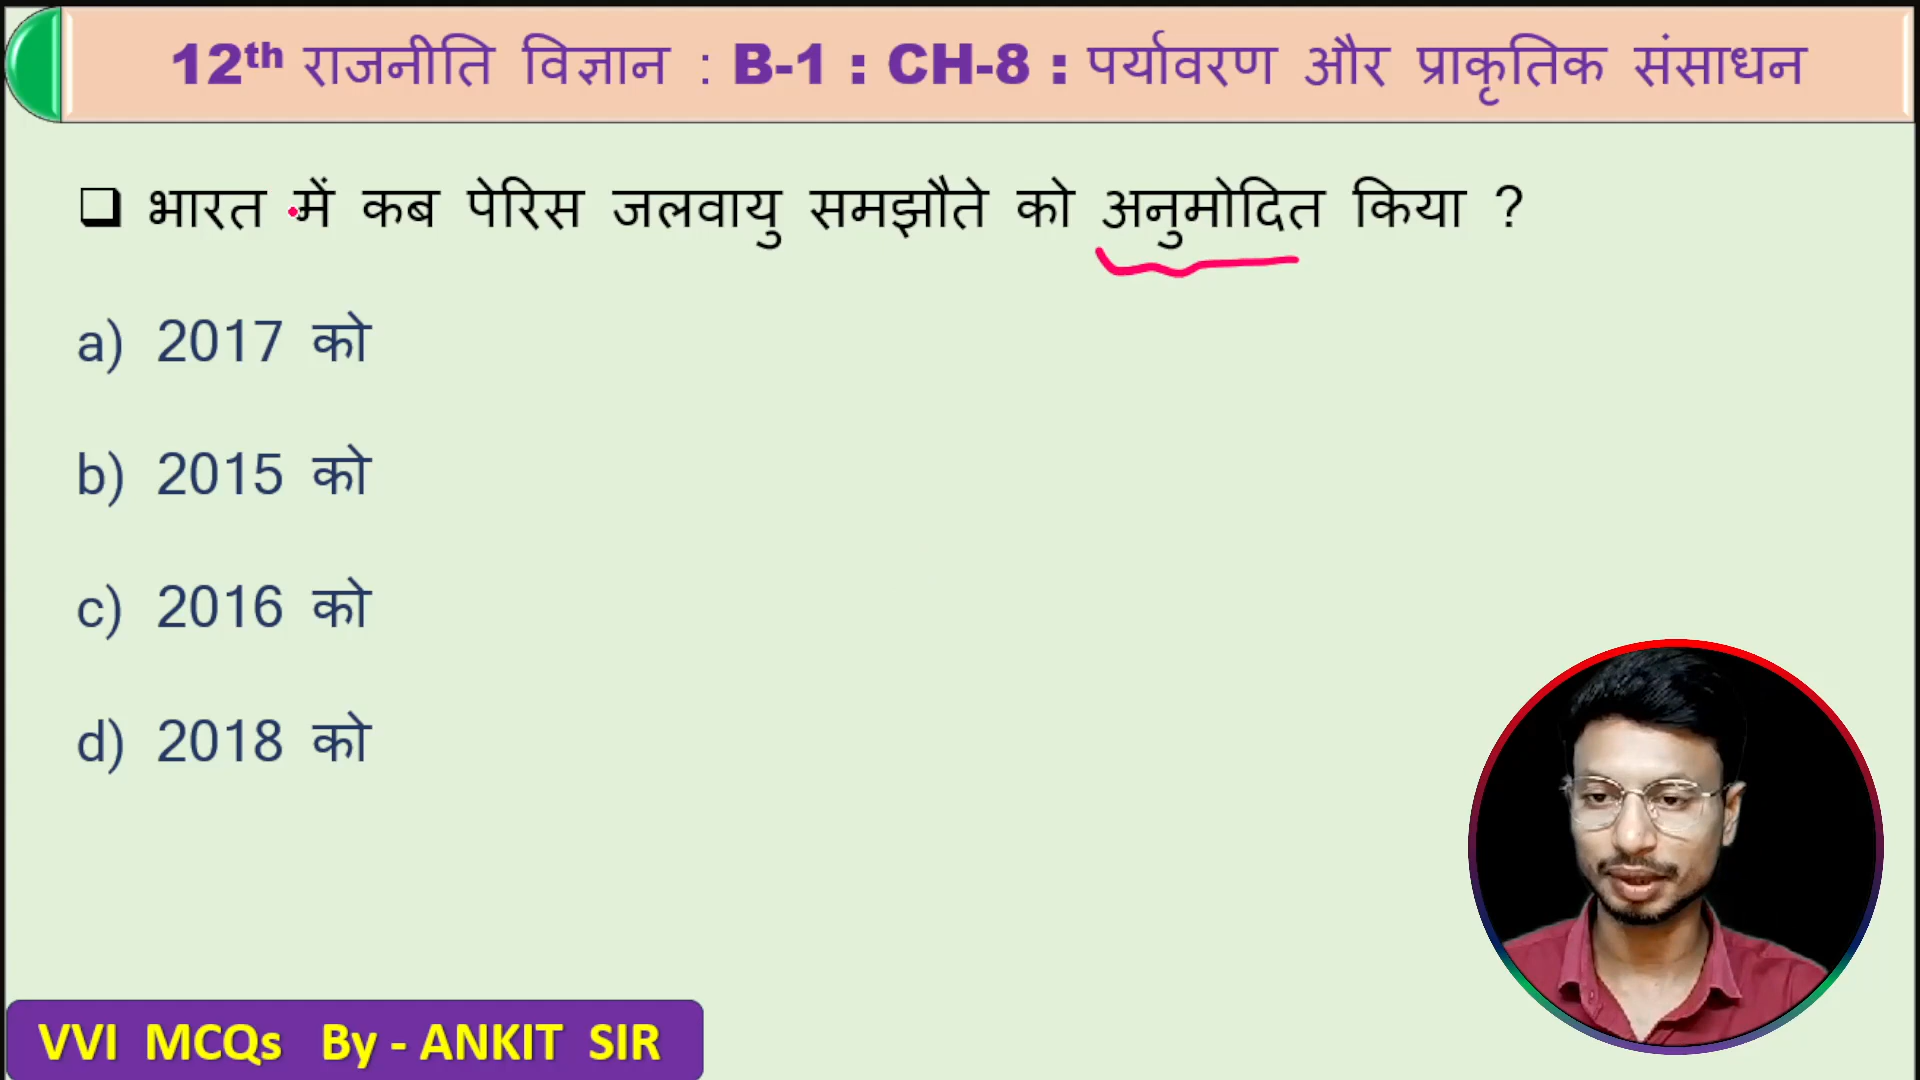 12th राजनीति विज्ञान : B-1 : CH-8 : पर्यावरण और प्राकृतिक संसाधन
भारत में कब पेरिस जलवायु समझौते को अनुमोदित किया ?
a) 2017 को
b) 2015 को
c) 2016 को
d) 2018 को
VVI MCQs By - ANKIT SIR